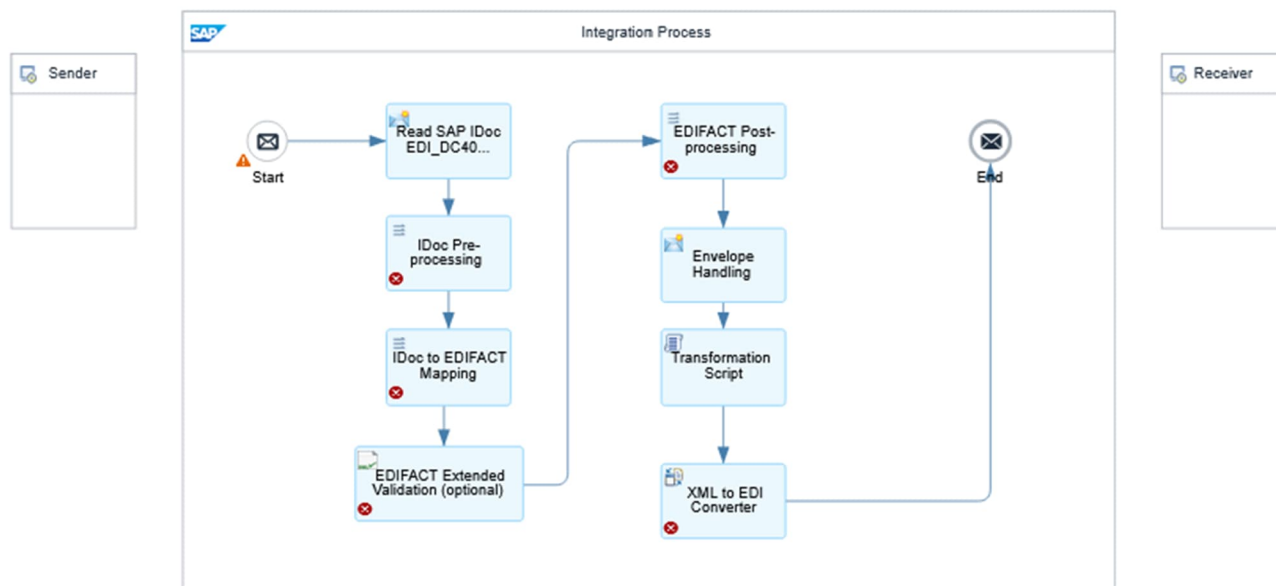 SAP
Integration Process
Sender
Receiver
Start
Read SAP IDoc
EDI_DC40...
IDoc Pre-
processing
IDoc to EDIFACT
Mapping
EDIFACT Extended
Validation (optional)
EDIFACT Post-
processing
Envelope
Handling
Transformation
Script
XML to EDI
Converter
End